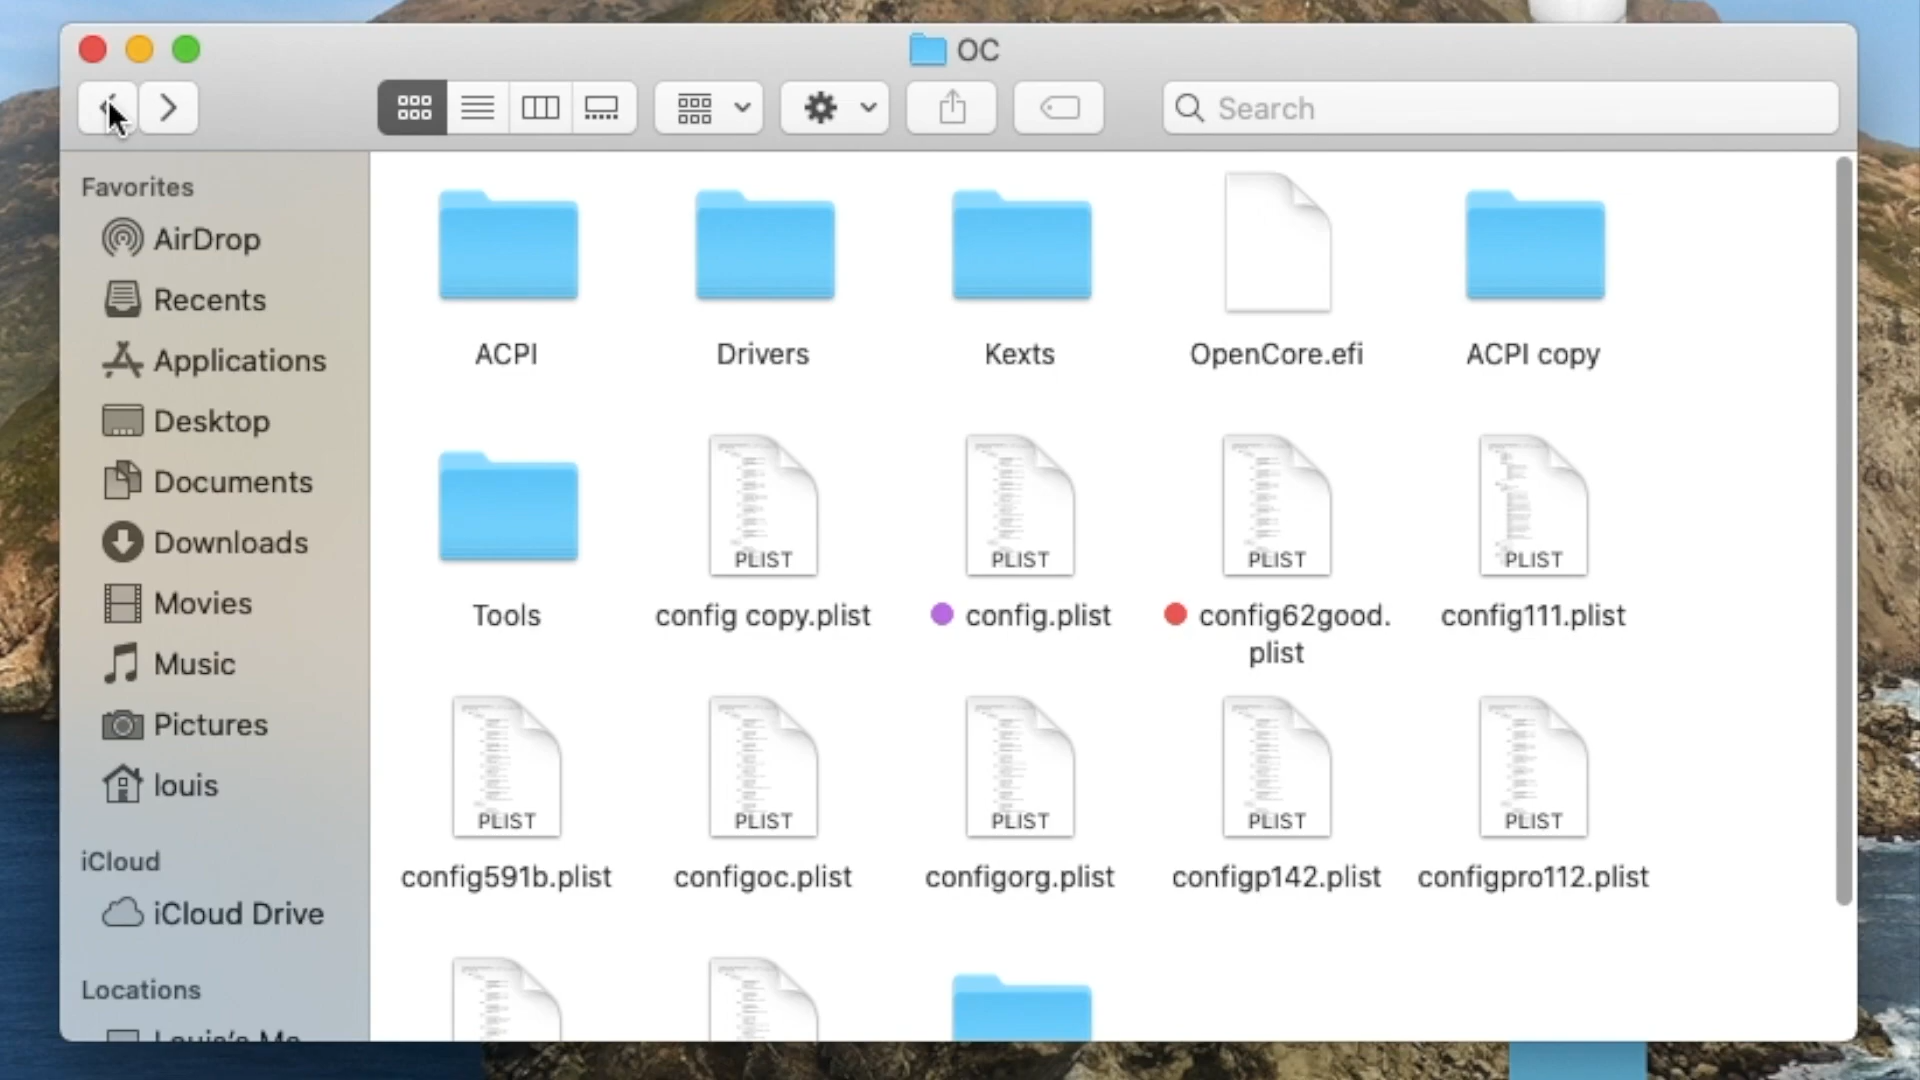 OC
Search
Favorites
AirDrop
Recents
Applications
Desktop
Documents
Downloads
Movies
Music
Pictures
louis
iCloud
iCloud Drive
Locations
Louis's Ma
ACPI
Drivers
Kexts
OpenCore.efi
ACPI copy
PLIST
PLIST
PLIST
PLIST
Tools
config copy.plist
config.plist
config62good.
plist
config111.plist
PLIST
PLIST
PLIST
PLIST
PLIST
config591b.plist
configoc.plist
configorg.plist
configp142.plist
configpro112.plist